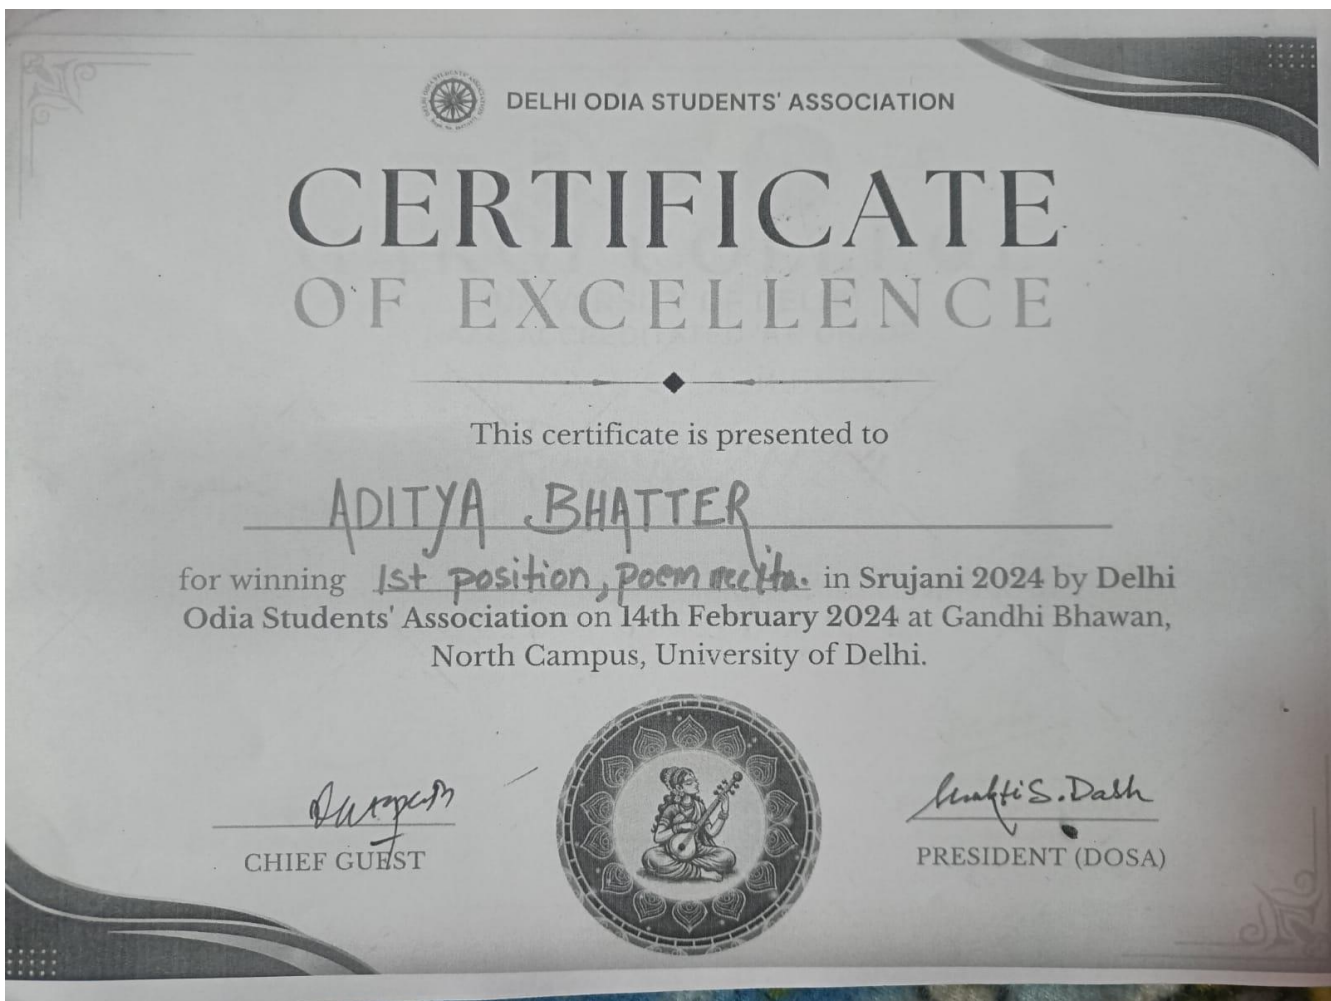 DELHI ODIA STUDENTS' ASSOCIATION
CERTIFICATE
OF EXCELLENCE
This certificate is presented to
ADITYA BHATTER
for winning 1st position, poem recita. in Srujani 2024 by Delhi
Odia Students' Association on 14th February 2024 at Gandhi Bhawan,
North Campus, University of Delhi.
S. Dash
CHIEF GUEST
PRESIDENT (DOSA)